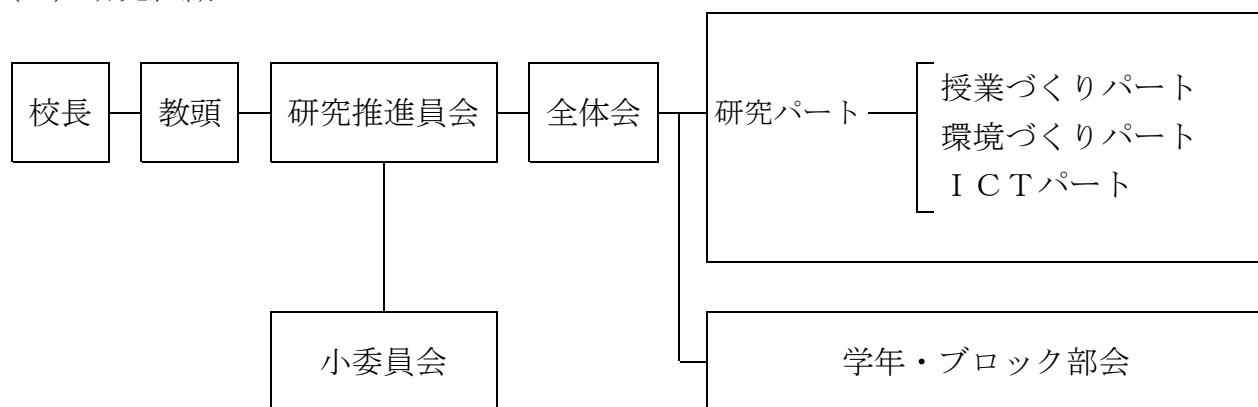 校長
教頭
研究推進員会
全体会
研究パート
授業づくりパート
環境づくりパート
ＩＣＴパート
小委員会
学年・ブロック部会